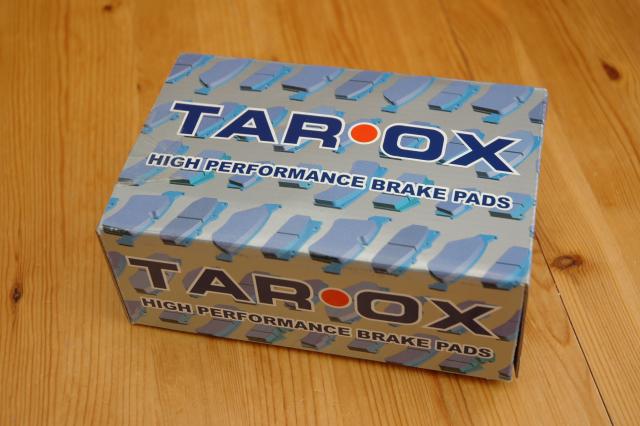 TAR•OX
HIGH PERFORMANCE BRAKE PADS
TAR•OX
HIGH PERFORMANCE BRAKE PADS